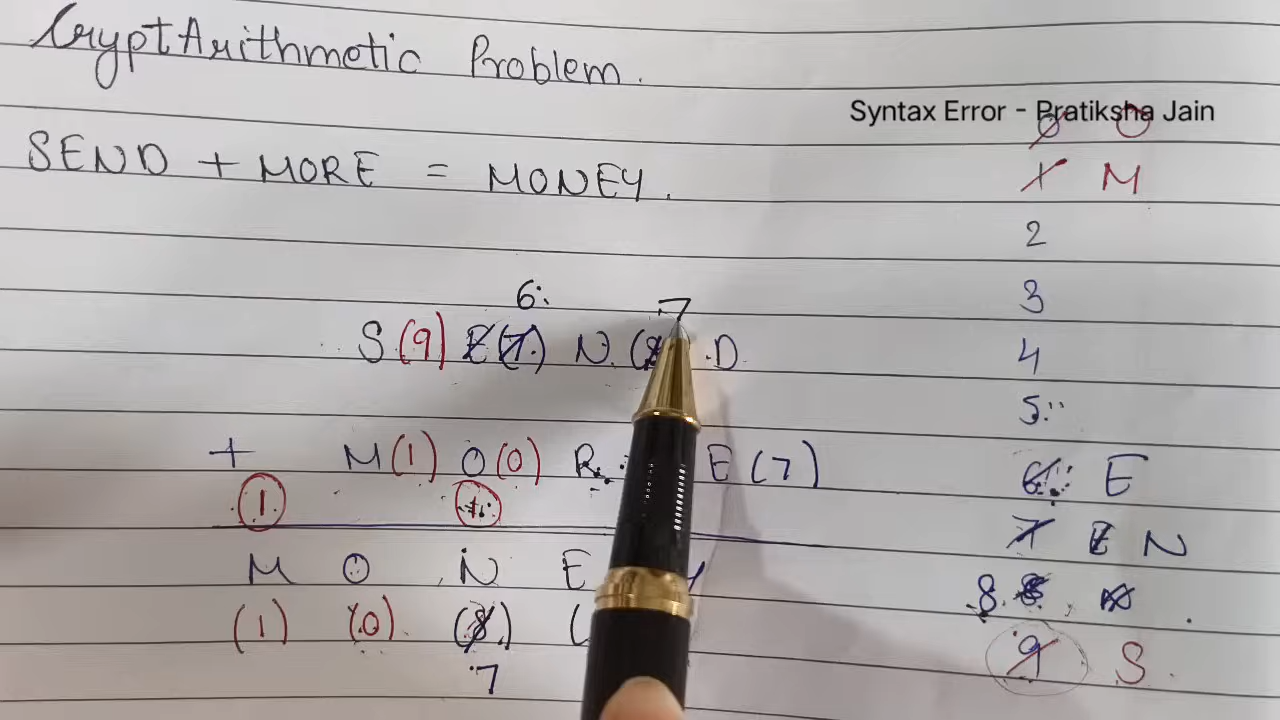 CryptArithmetic Problem.
Syntax Error - Pratiksha Jain
0 O
SEND + MORE = MONEY.
1 M
2
6:
7
3
S (9) E (7) N (8) D
4
5
+ M (1) O (0) R E (7)
6 E
1 1
7 E N
M O N E Y
8 8
(1) (0) (8) (
9 S
7